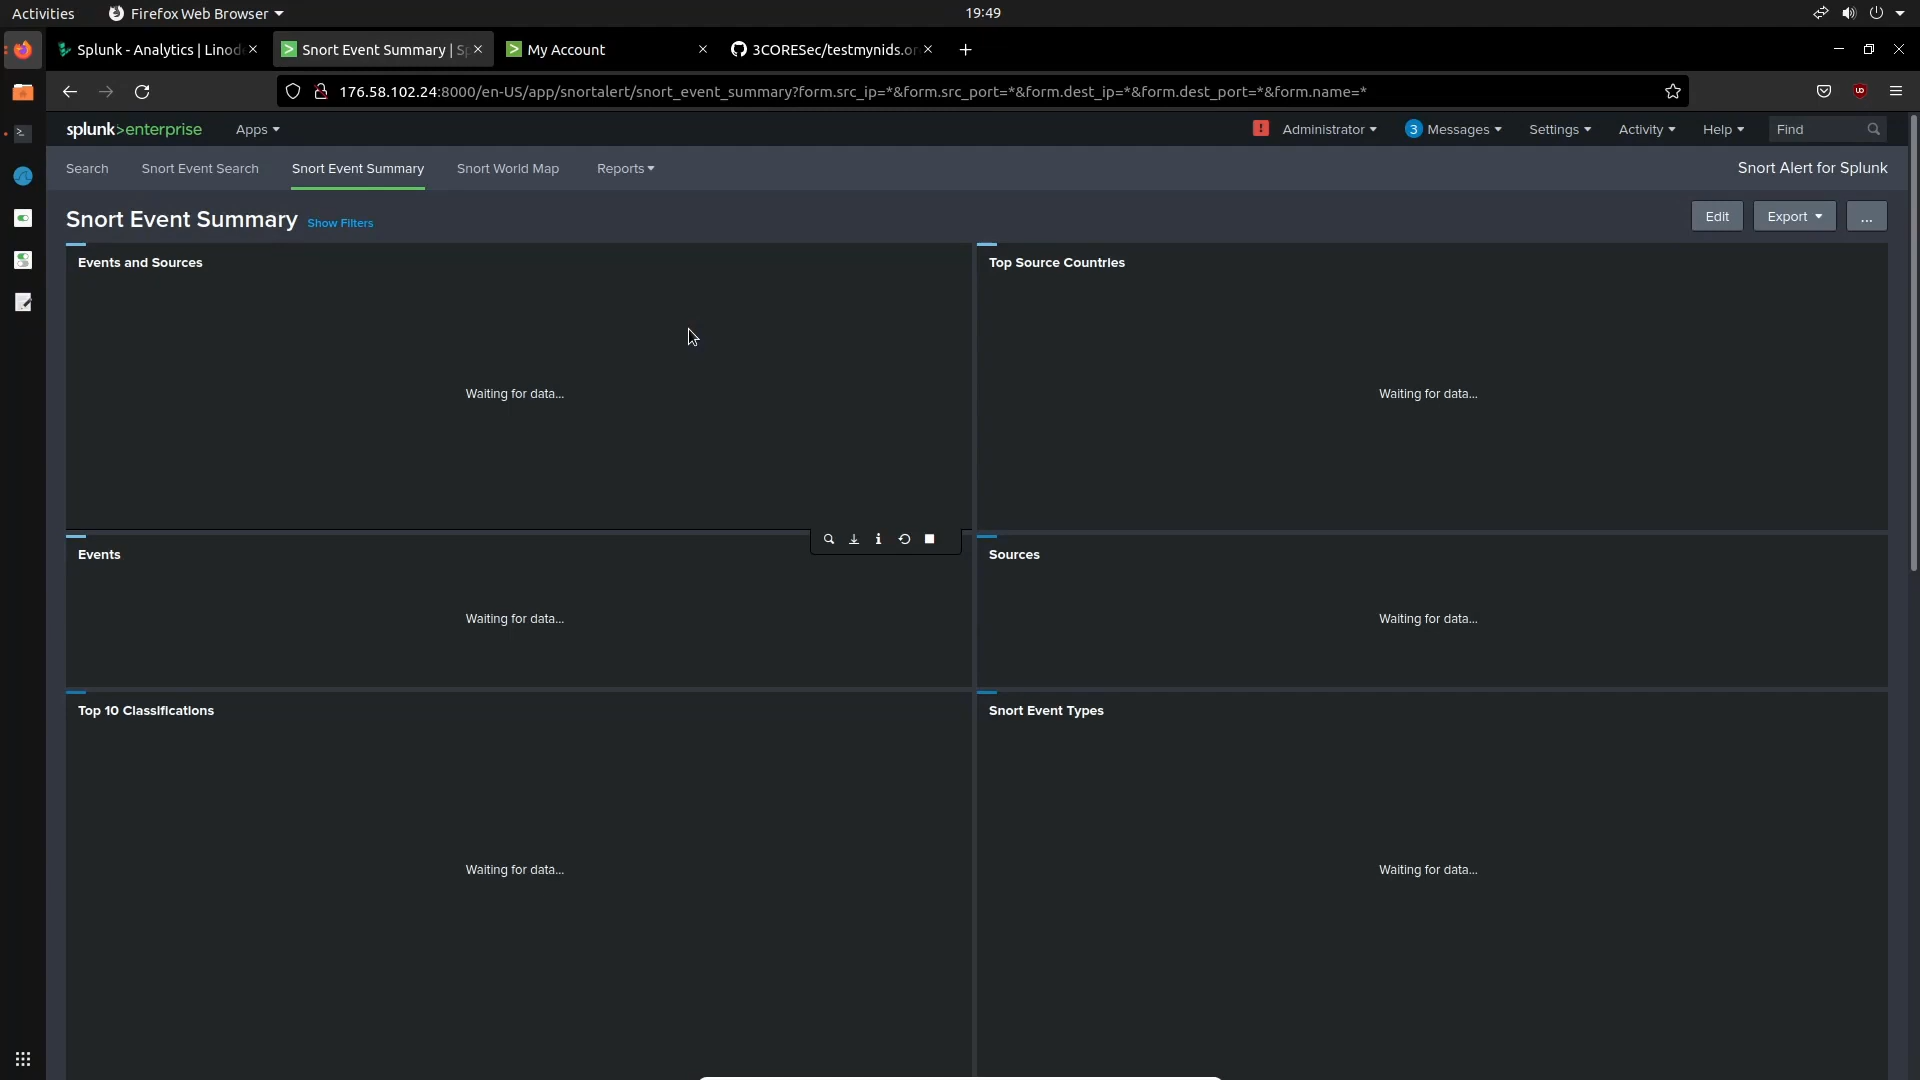 Activities
Firefox Web Browser
19:49
Splunk - Analytics | Linod
Snort Event Summary | Sp
My Account
3CORESec/testmynids.or
176.58.102.24:8000/en-US/app/snortalert/snort_event_summary?form.src_ip=*&form.src_port=*&form.dest_ip=*&form.dest_port=*&form.name=*
splunk>enterprise
Apps
! Administrator
3 Messages
Settings
Activity
Help
Find
Search
Snort Event Search
Snort Event Summary
Snort World Map
Reports
Snort Alert for Splunk
Snort Event Summary
Show Filters
Edit
Export
...
Events and Sources
Top Source Countries
Waiting for data...
Waiting for data...
Events
Sources
Waiting for data...
Waiting for data...
Top 10 Classifications
Snort Event Types
Waiting for data...
Waiting for data...